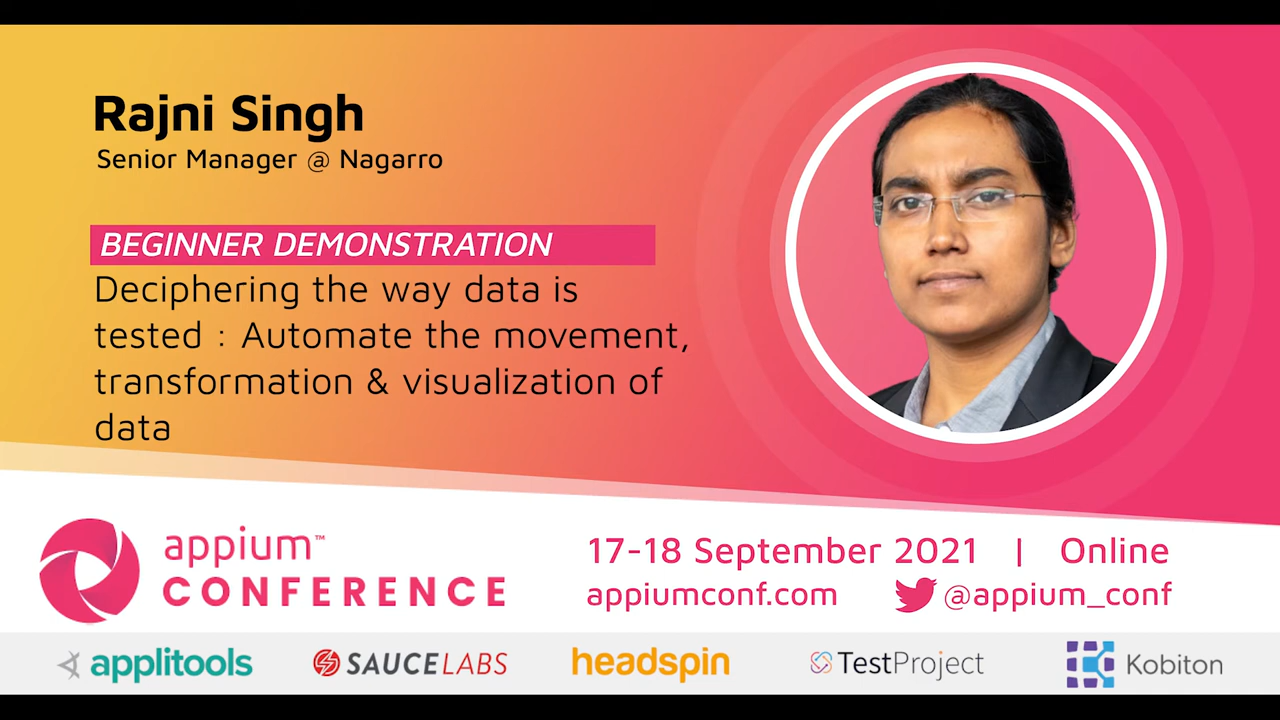 Rajni Singh
Senior Manager @ Nagarro
BEGINNER DEMONSTRATION
Deciphering the way data is
tested : Automate the movement,
transformation & visualization of
data
appium™
CONFERENCE
17-18 September 2021 | Online
appiumconf.com @appium_conf
applitools SAUCELABS headspin TestProject Kobiton